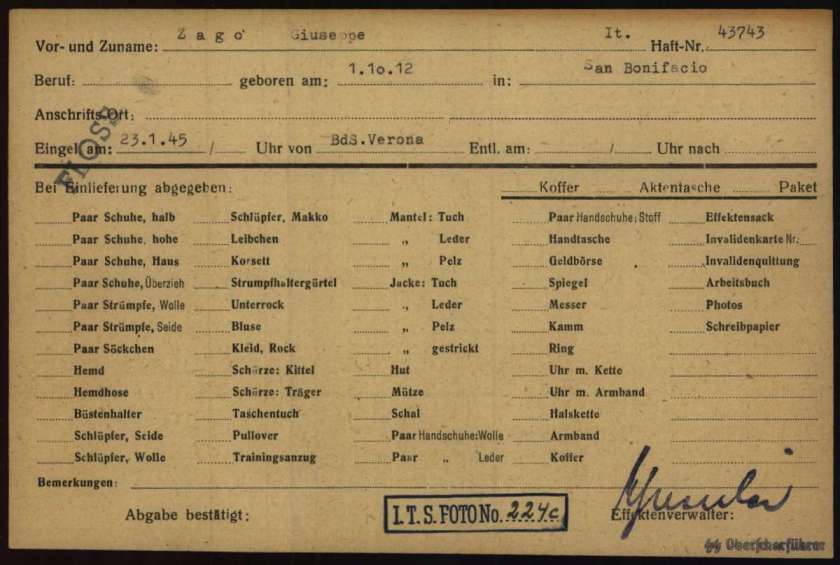 Vor- und Zuname: Zago Giuseppe It. Haft-Nr. 43743
Beruf: geboren am: 1.10.12 in: San Bonifacio
Anschrifts-Ort:
FLOSS
Eingel. am: 23.1.45 / Uhr von BdS.Verona Entl. am: / Uhr nach
Bei Einlieferung abgegeben: Koffer Aktentasche Paket
Paar Schuhe, halb Schlüpfer, Makko Mantel: Tuch Paar Handschuhe: Stoff Effektensack
Paar Schuhe, hohe Leibchen „ Leder Handtasche Invalidenkarte Nr.
Paar Schuhe, Haus Korsett „ Pelz Geldbörse Invalidenquittung
Paar Schuhe, Überzieh Strumpfhaltergürtel Jacke: Tuch Spiegel Arbeitsbuch
Paar Strümpfe, Wolle Unterrock „ Leder Messer Photos
Paar Strümpfe, Seide Bluse „ Pelz Kamm Schreibpapier
Paar Söckchen Kleid, Rock „ gestrickt Ring
Hemd Schürze: Kittel Hut Uhr m. Kette
Hemdhose Schürze: Träger Mütze Uhr m. Armband
Büstenhalter Taschentuch Schal Halskette
Schlüpfer, Seide Pullover Paar Handschuhe: Wolle Armband
Schlüpfer, Wolle Trainingsanzug Paar „ Leder Koffer
Bemerkungen:
Abgabe bestätigt: I.T.S. FOTO No. 224c Effektenverwalter:
Oberscharführer